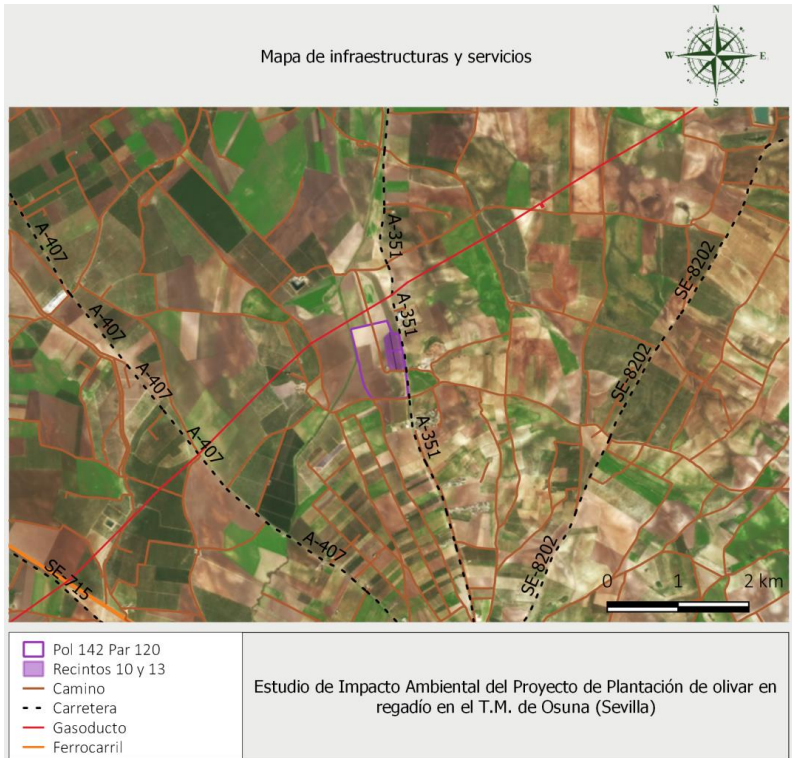 Mapa de infraestructuras y servicios
N
W
E
S
A-407
A-351
A-407
A-351
A-407
A-407
A-351
A-407
SE-8202
SE-8202
SE-8202
SE-715
0 1 2 km
Pol 142 Par 120
Recintos 10 y 13
Camino
Carretera
Gasoducto
Ferrocarril
Estudio de Impacto Ambiental del Proyecto de Plantación de olivar en
regadío en el T.M. de Osuna (Sevilla)